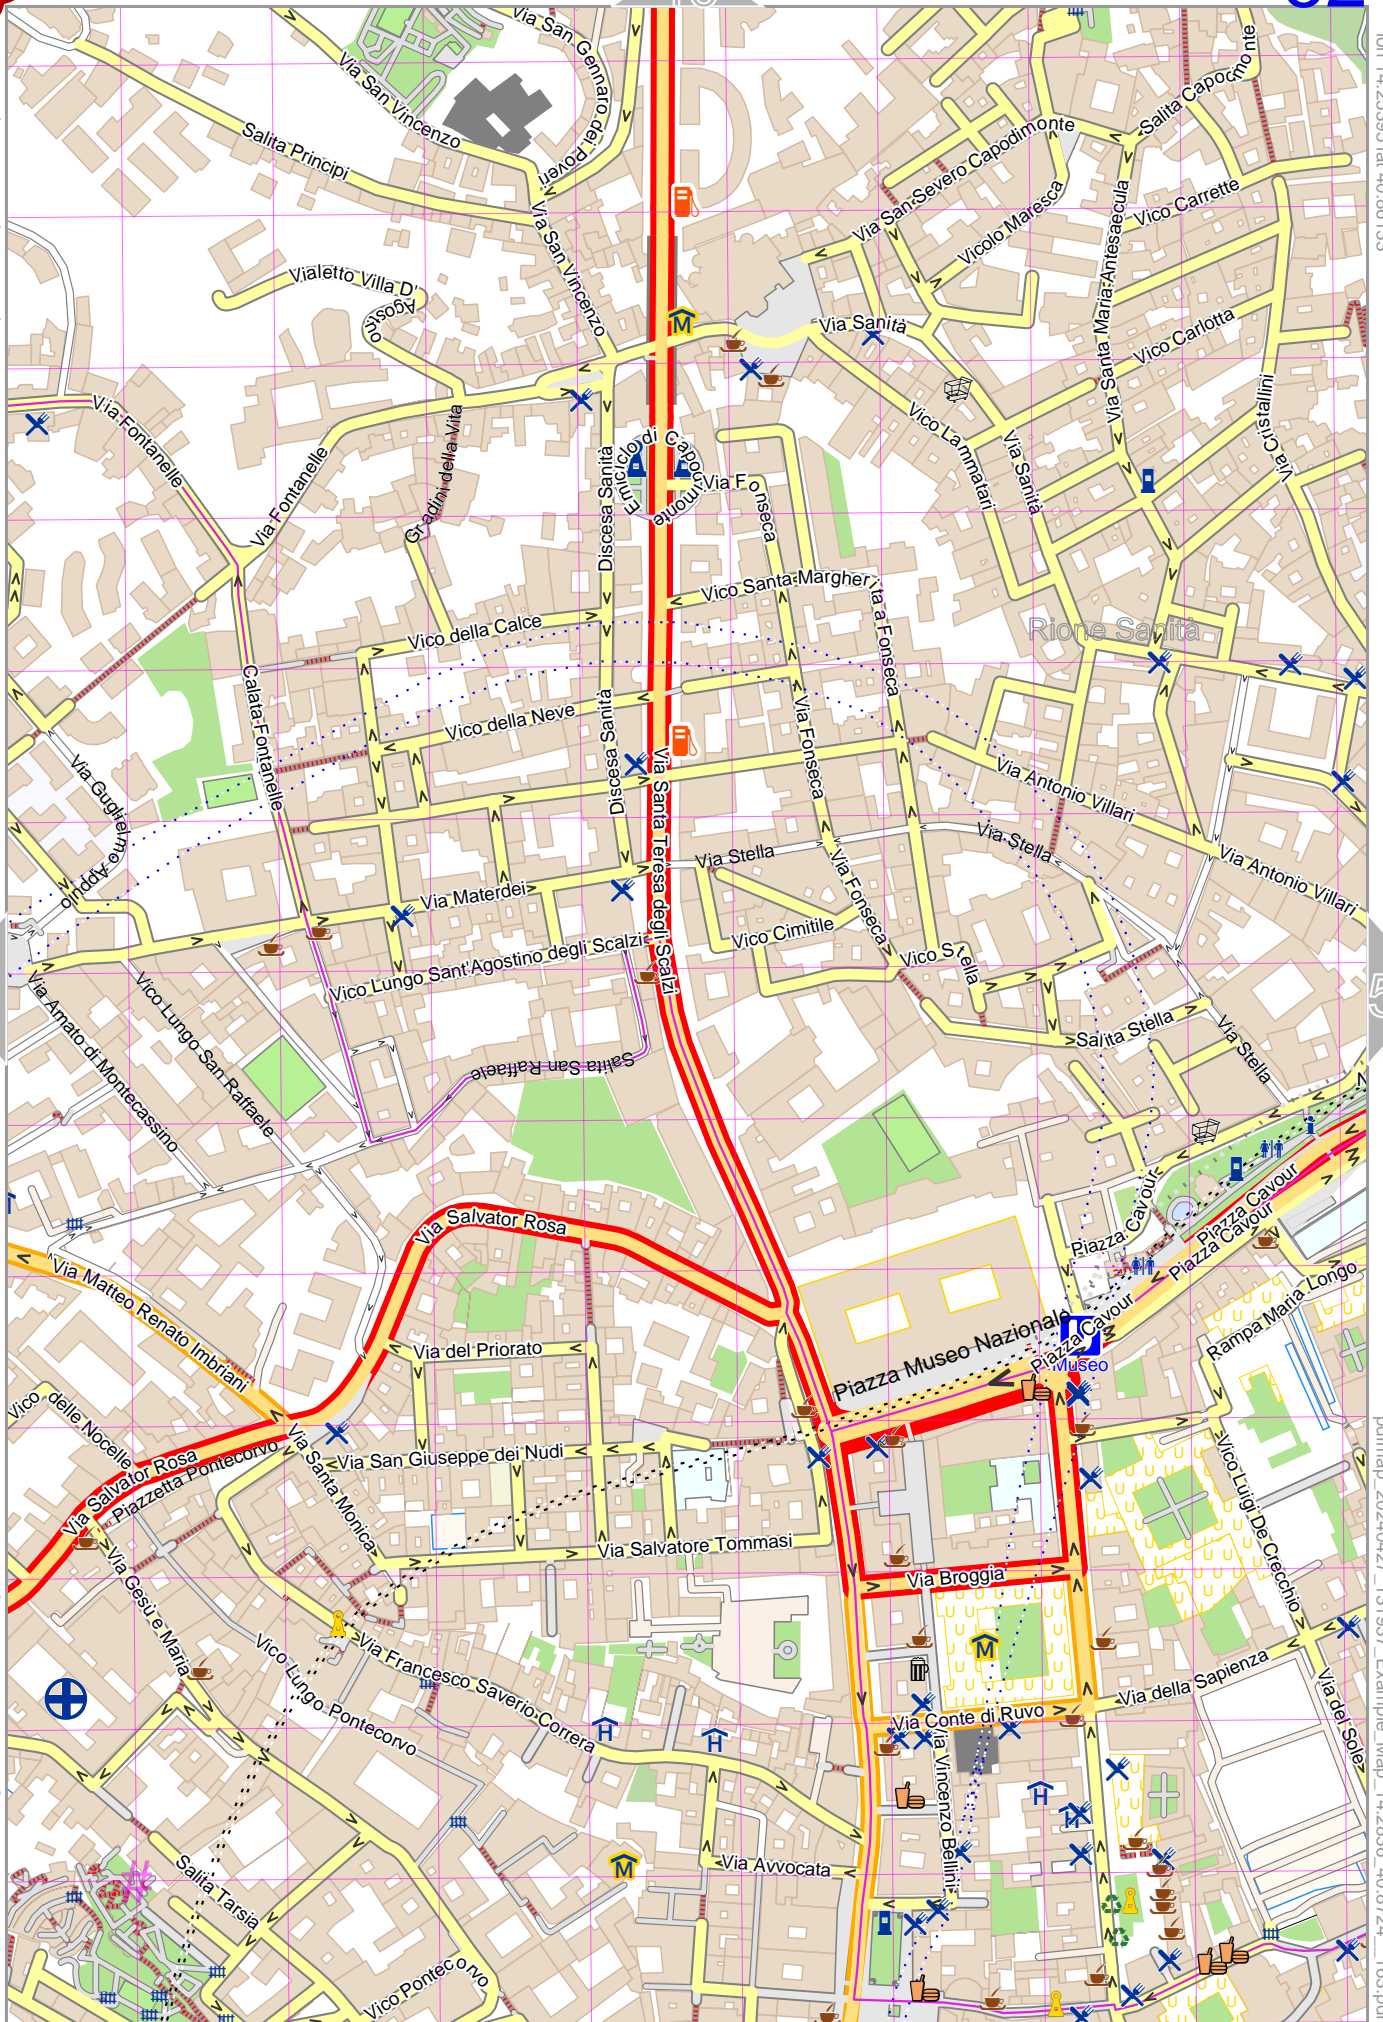 Via San Gennaro dei Poveri
Via San Vincenzo
Salita Principi
Salita Capodimonte
Via San Severo Capodimonte
Vicolo Maresca
Vico Carrette
Via Santa Maria Antesaecula
Via San Vincenzo
Vialetto Villa D'
Agosti
M
Via Sanità
Vico Carlotta
Via Cristallini
Via Fontanelle
Via Fontanelle
Gradini della Vita
Discesa Sanità
Emiciclo di Capodimonte
Via Fonseca
Vico Lammatari
Via Sanità
Vico Santa Margherita a Fonseca
Vico della Calce
Rione Sanità
Calata Fontanelle
Vico della Neve
Discesa Sanità
Via Fonseca
Via Guglielmo Appulo
Via Santa Teresa degli Scalzi
Via Antonio Villari
Via Stella
Via Stella
Via Fonseca
Via Antonio Villari
Via Materdei
Vico Cimitile
Vico Lungo Sant'Agostino degli Scalzi
Vico Stella
Via Amato di Montecassino
Vico Lungo San Raffaele
Salita San Raffaele
Salita Stella
Via Stella
Via Salvator Rosa
Piazza Cavour
Piazza Cavour
Piazza Cavour
Piazza Cavour
Via Matteo Renato Imbriani
Rampa Maria Longo
Piazza Museo Nazionale
Museo
Via del Priorato
Vico delle Nocelle
Via Salvator Rosa
Piazzetta Pontecorvo
Via Santa Monica
Via San Giuseppe dei Nudi
Vico Luigi De Crecchio
Via Salvatore Tommasi
Via Broggia
Via Gesù e Maria
Vico Lungo Pontecorvo
Via Francesco Saverio Correra
M
Via della Sapienza
Via del Sole
Via Conte di Ruvo
H
H
H
H
Via Vincenzo Bellini
Via Avvocata
M
Salita Tarsia
Vico Pontecorvo